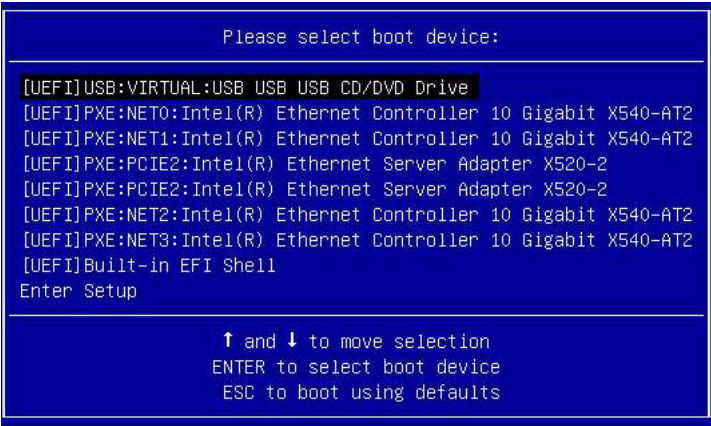 Please select boot device:
[UEFI]USB:VIRTUAL:USB USB USB CD/DVD Drive
[UEFI]PXE:NET0:Intel(R) Ethernet Controller 10 Gigabit X540-AT2
[UEFI]PXE:NET1:Intel(R) Ethernet Controller 10 Gigabit X540-AT2
[UEFI]PXE:PCIE2:Intel(R) Ethernet Server Adapter X520-2
[UEFI]PXE:PCIE2:Intel(R) Ethernet Server Adapter X520-2
[UEFI]PXE:NET2:Intel(R) Ethernet Controller 10 Gigabit X540-AT2
[UEFI]PXE:NET3:Intel(R) Ethernet Controller 10 Gigabit X540-AT2
[UEFI]Built-in EFI Shell
Enter Setup
↑ and ↓ to move selection
ENTER to select boot device
ESC to boot using defaults